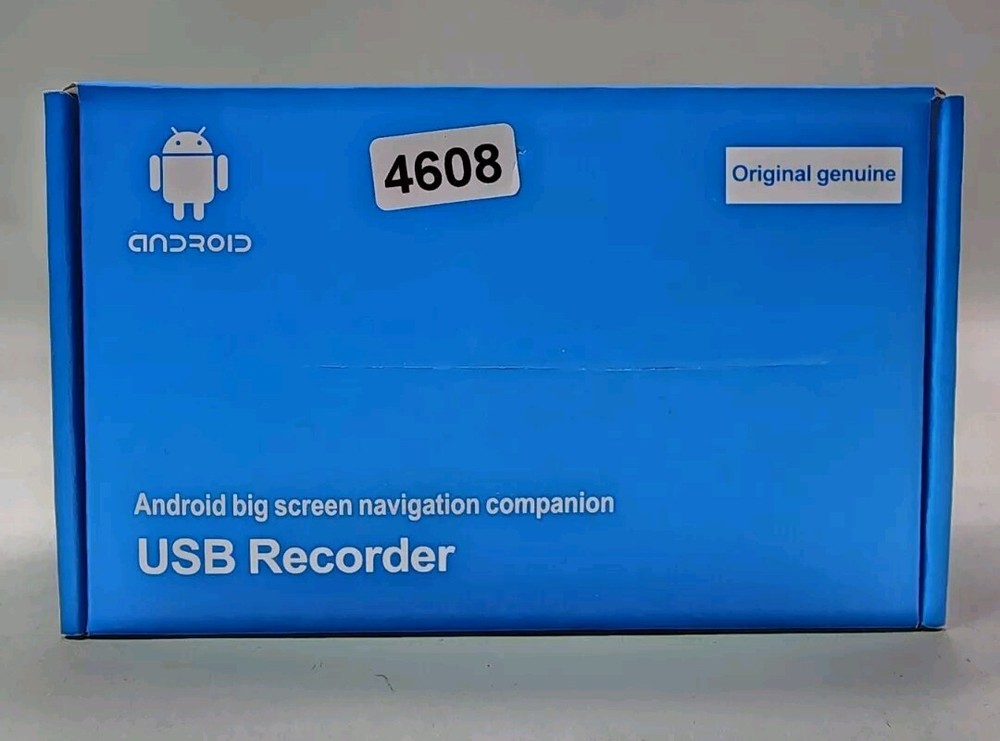 4608
Original genuine
ANDROID
Android big screen navigation companion
USB Recorder